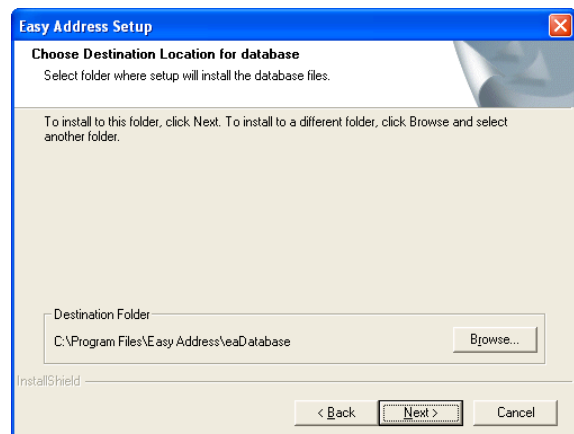 Easy Address Setup
Choose Destination Location for database
Select folder where setup will install the database files.
To install to this folder, click Next. To install to a different folder, click Browse and select
another folder.
Destination Folder
C:\Program Files\Easy Address\eaDatabase
Browse...
InstallShield
< Back
Next >
Cancel